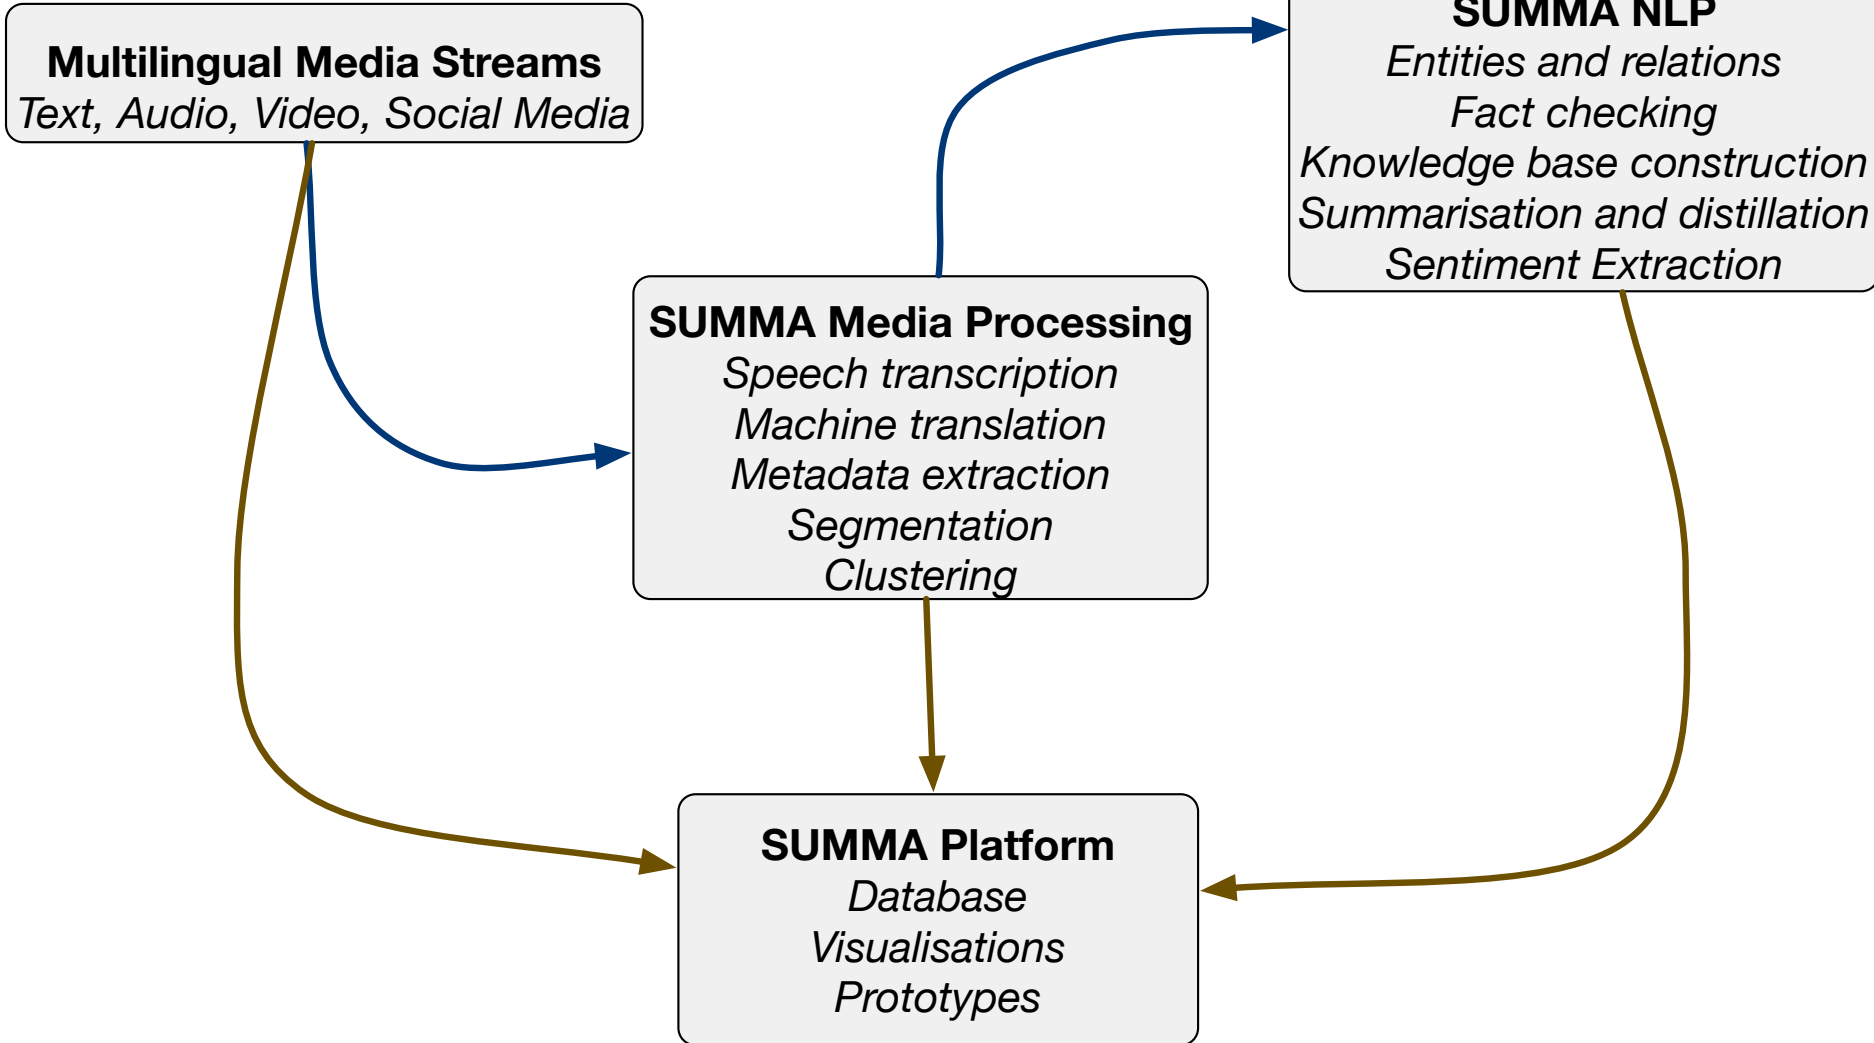 Multilingual Media Streams
Text, Audio, Video, Social Media
SUMMA NLP
Entities and relations
Fact checking
Knowledge base construction
Summarisation and distillation
Sentiment Extraction
SUMMA Media Processing
Speech transcription
Machine translation
Metadata extraction
Segmentation
Clustering
SUMMA Platform
Database
Visualisations
Prototypes